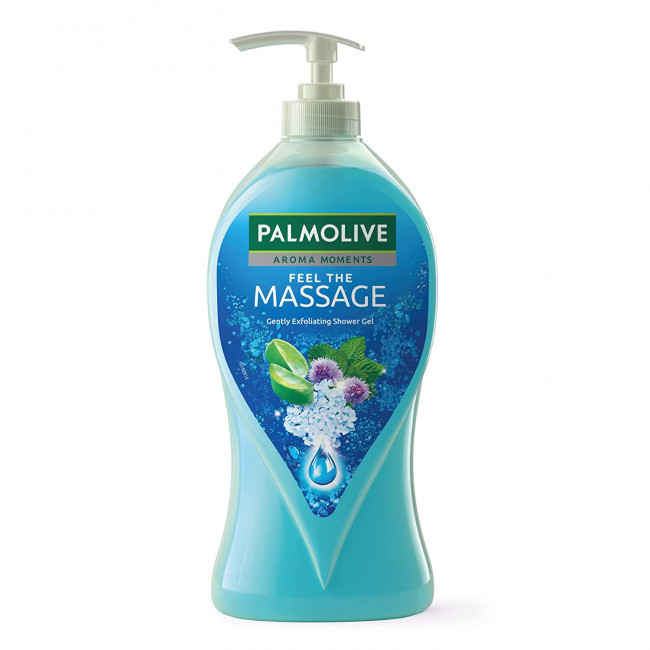 PALMOLIVE
AROMA MOMENTS
FEEL THE
MASSAGE
Gently Exfoliating Shower Gel